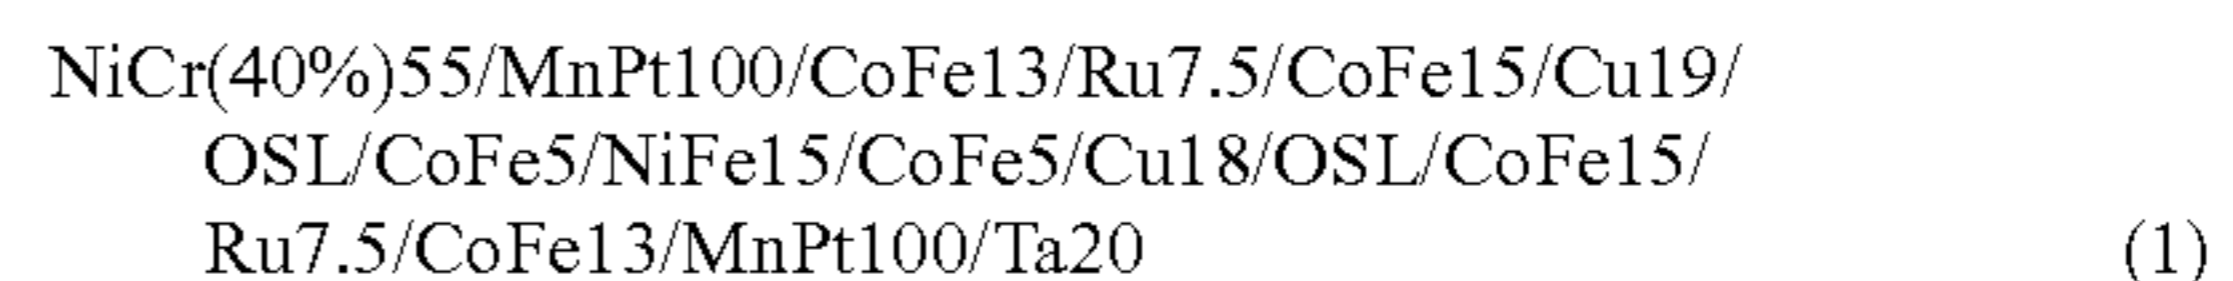 NiCr(40%)55/MnPt100/CoFe13/Ru7.5/CoFe15/Cu19/
OSL/CoFe5/NiFe15/CoFe5/Cu18/OSL/CoFe15/
Ru7.5/CoFe13/MnPt100/Ta20 (1)